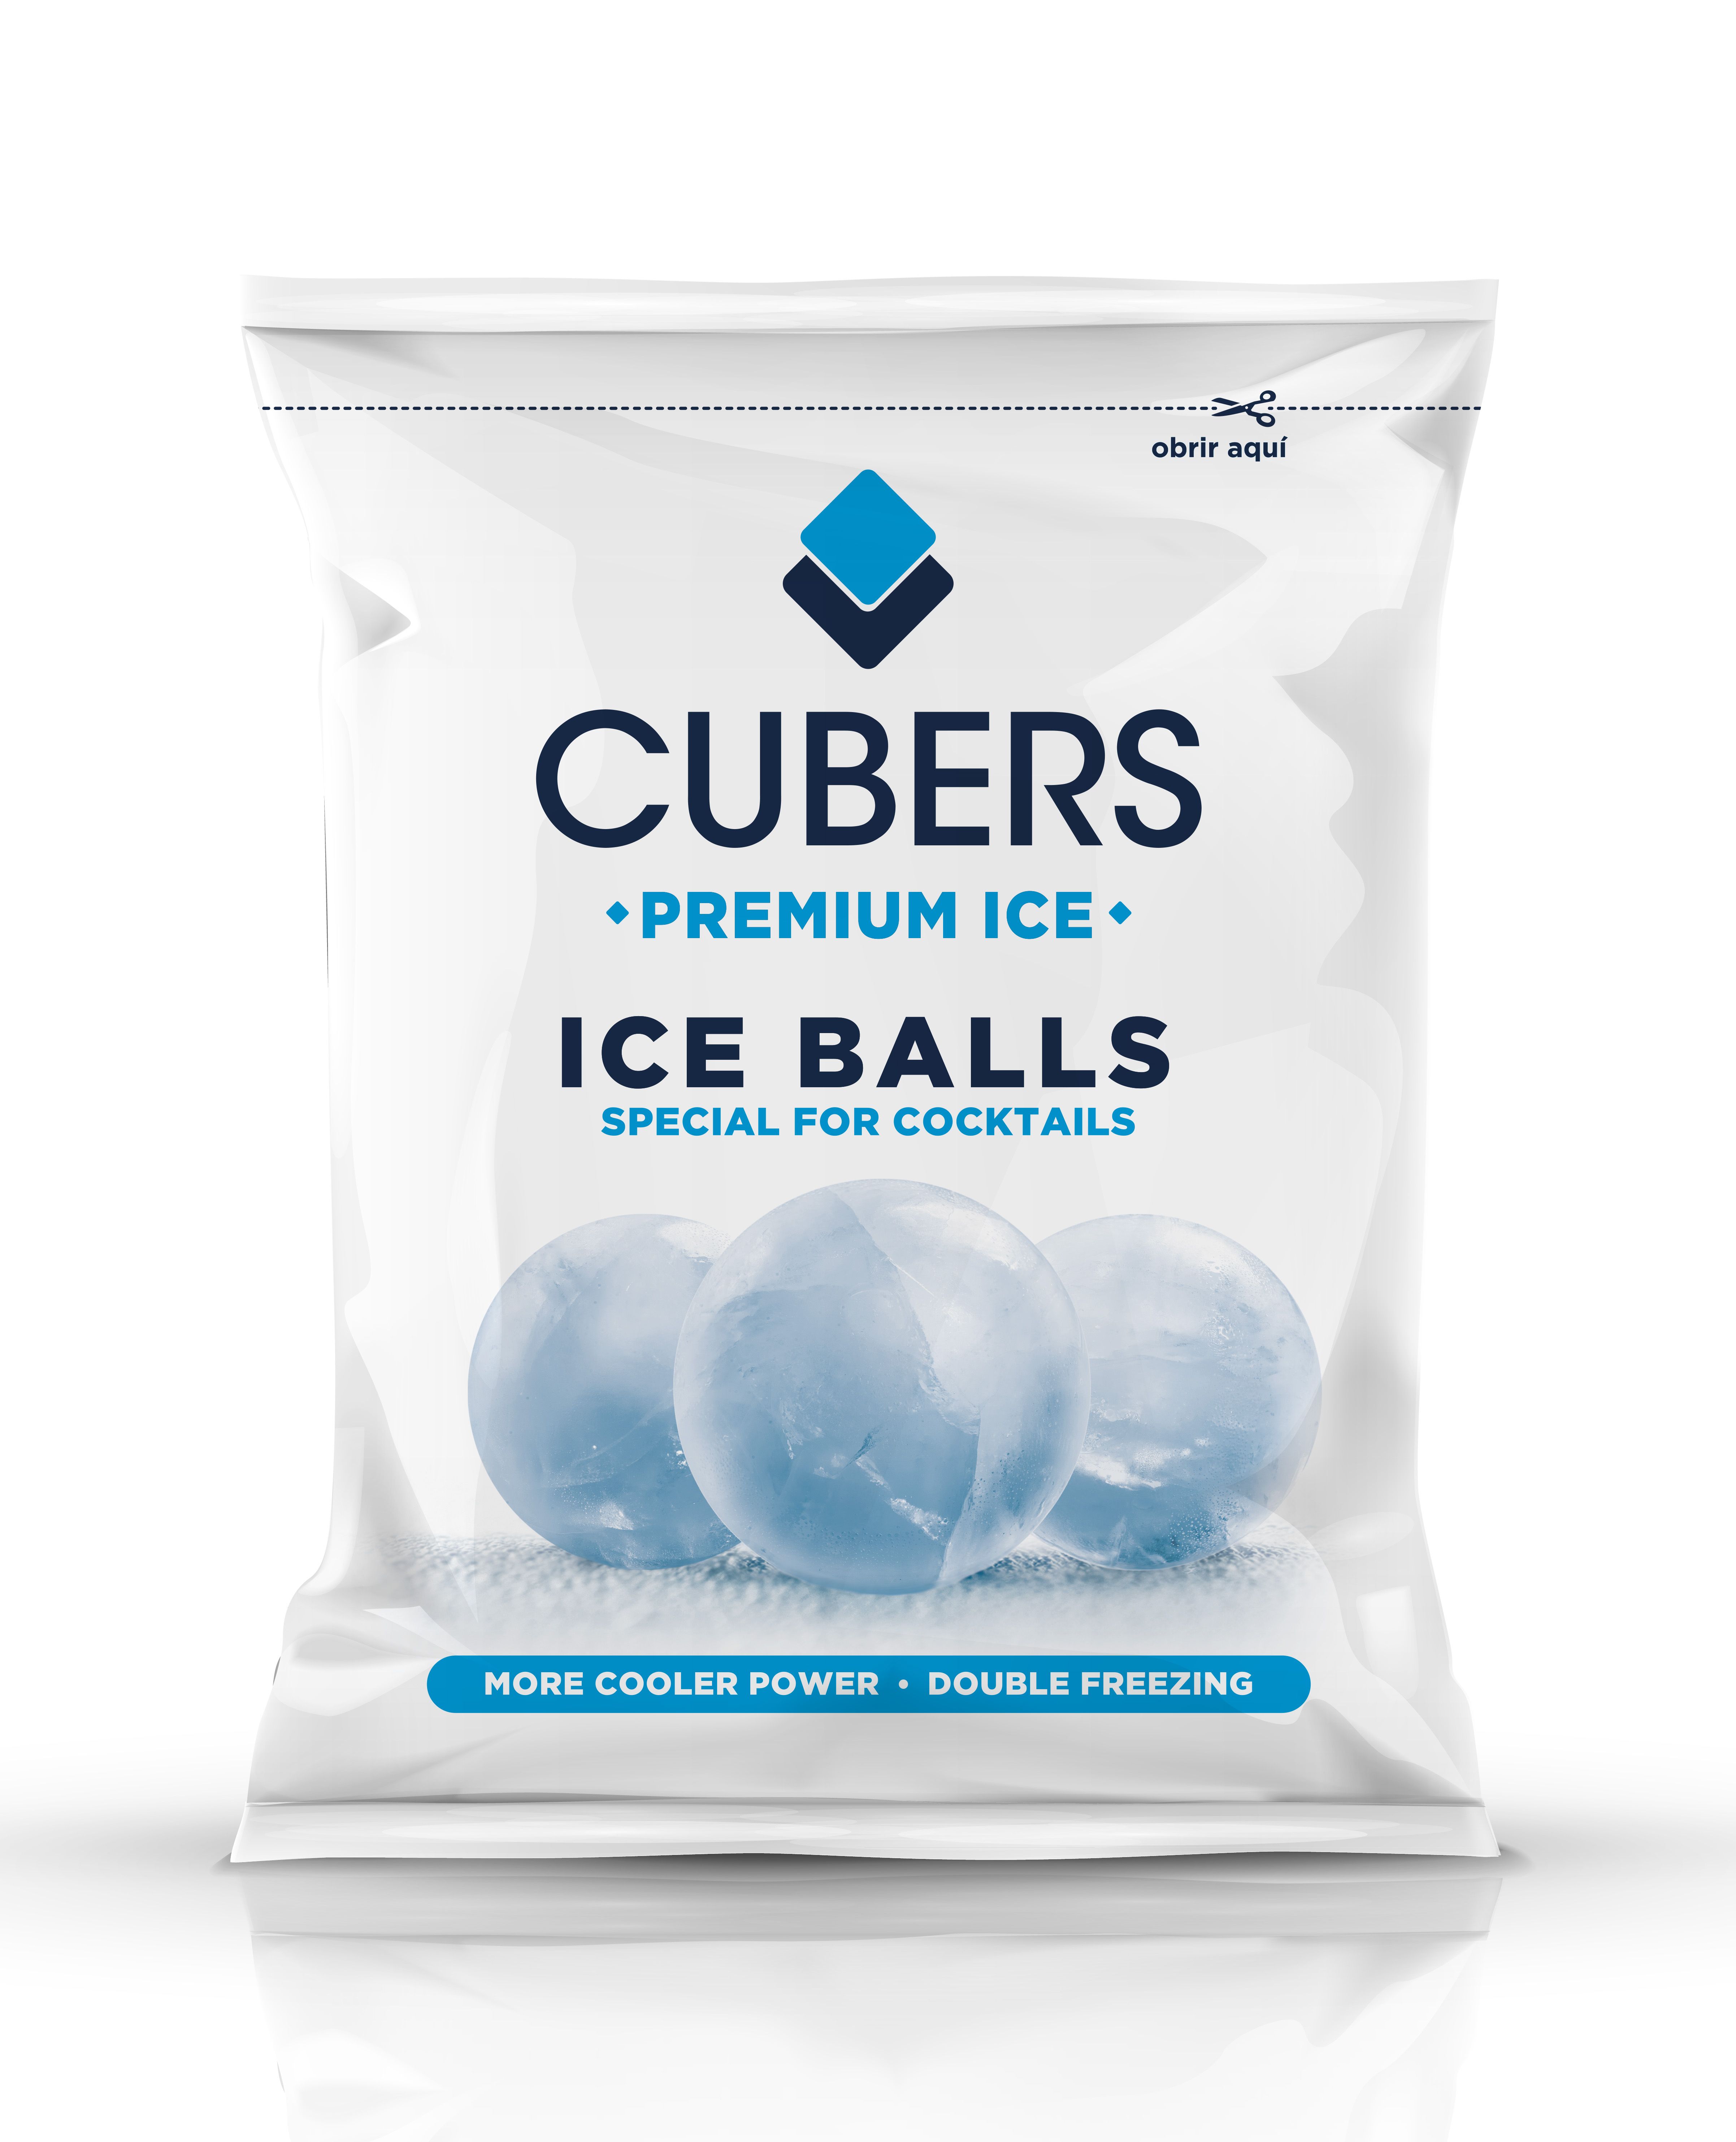 obrir aquí
CUBERS
PREMIUM ICE
ICE BALLS
SPECIAL FOR COCKTAILS
MORE COOLER POWER • DOUBLE FREEZING